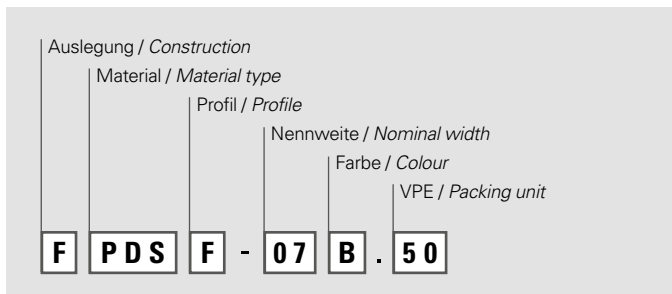 Auslegung / Construction
Material / Material type
Profil / Profile
Nennweite / Nominal width
Farbe / Colour
VPE / Packing unit
F PDS F - 07 B . 50